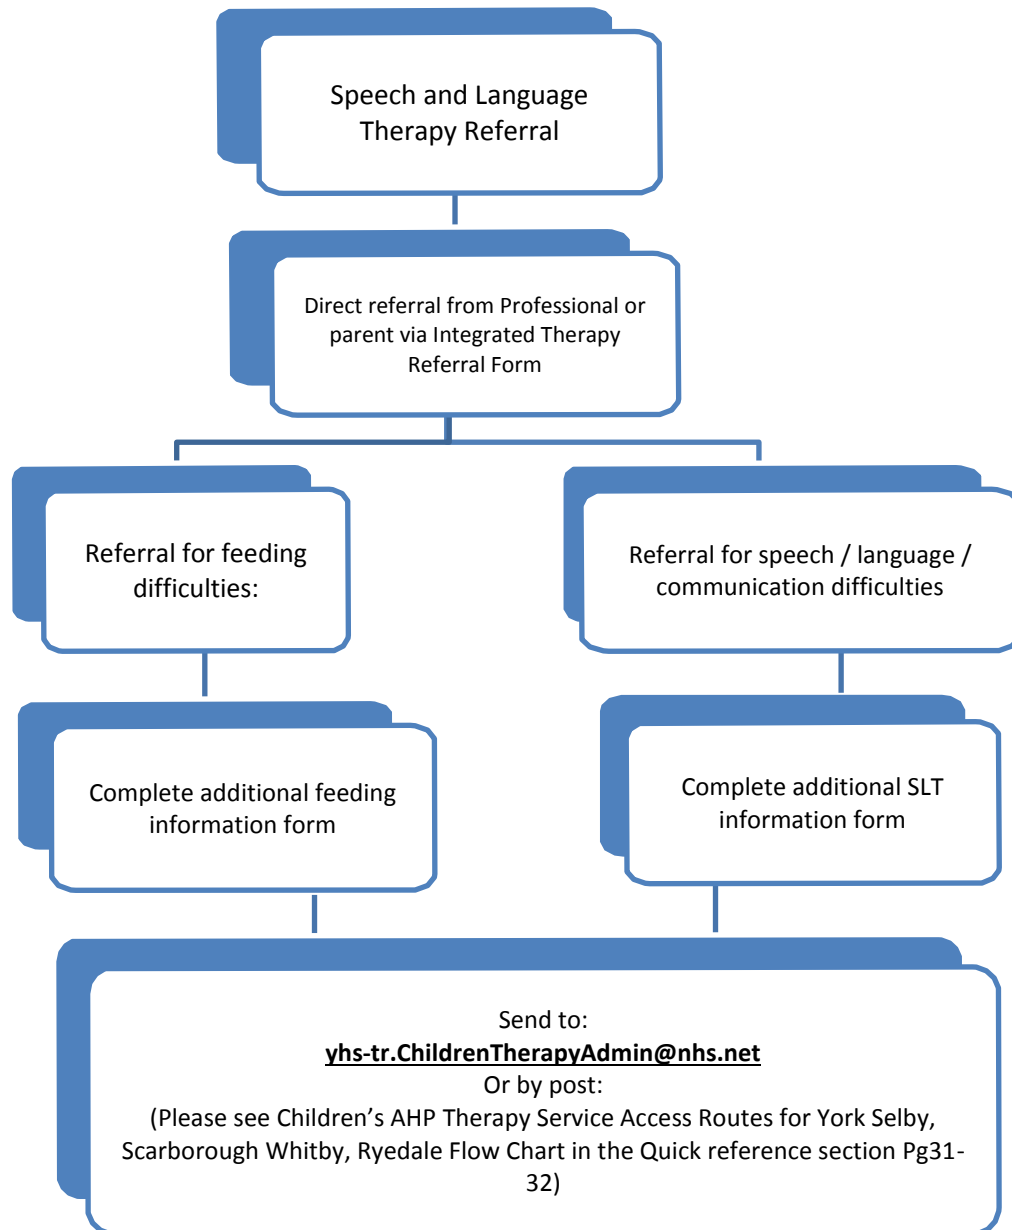 Speech and Language
Therapy Referral
Direct referral from Professional or
parent via Integrated Therapy
Referral Form
Referral for feeding
difficulties:
Referral for speech / language /
communication difficulties
Complete additional feeding
information form
Complete additional SLT
information form
Send to:
yhs-tr.ChildrenTherapyAdmin@nhs.net
Or by post:
(Please see Children’s AHP Therapy Service Access Routes for York Selby,
Scarborough Whitby, Ryedale Flow Chart in the Quick reference section Pg31-
32)